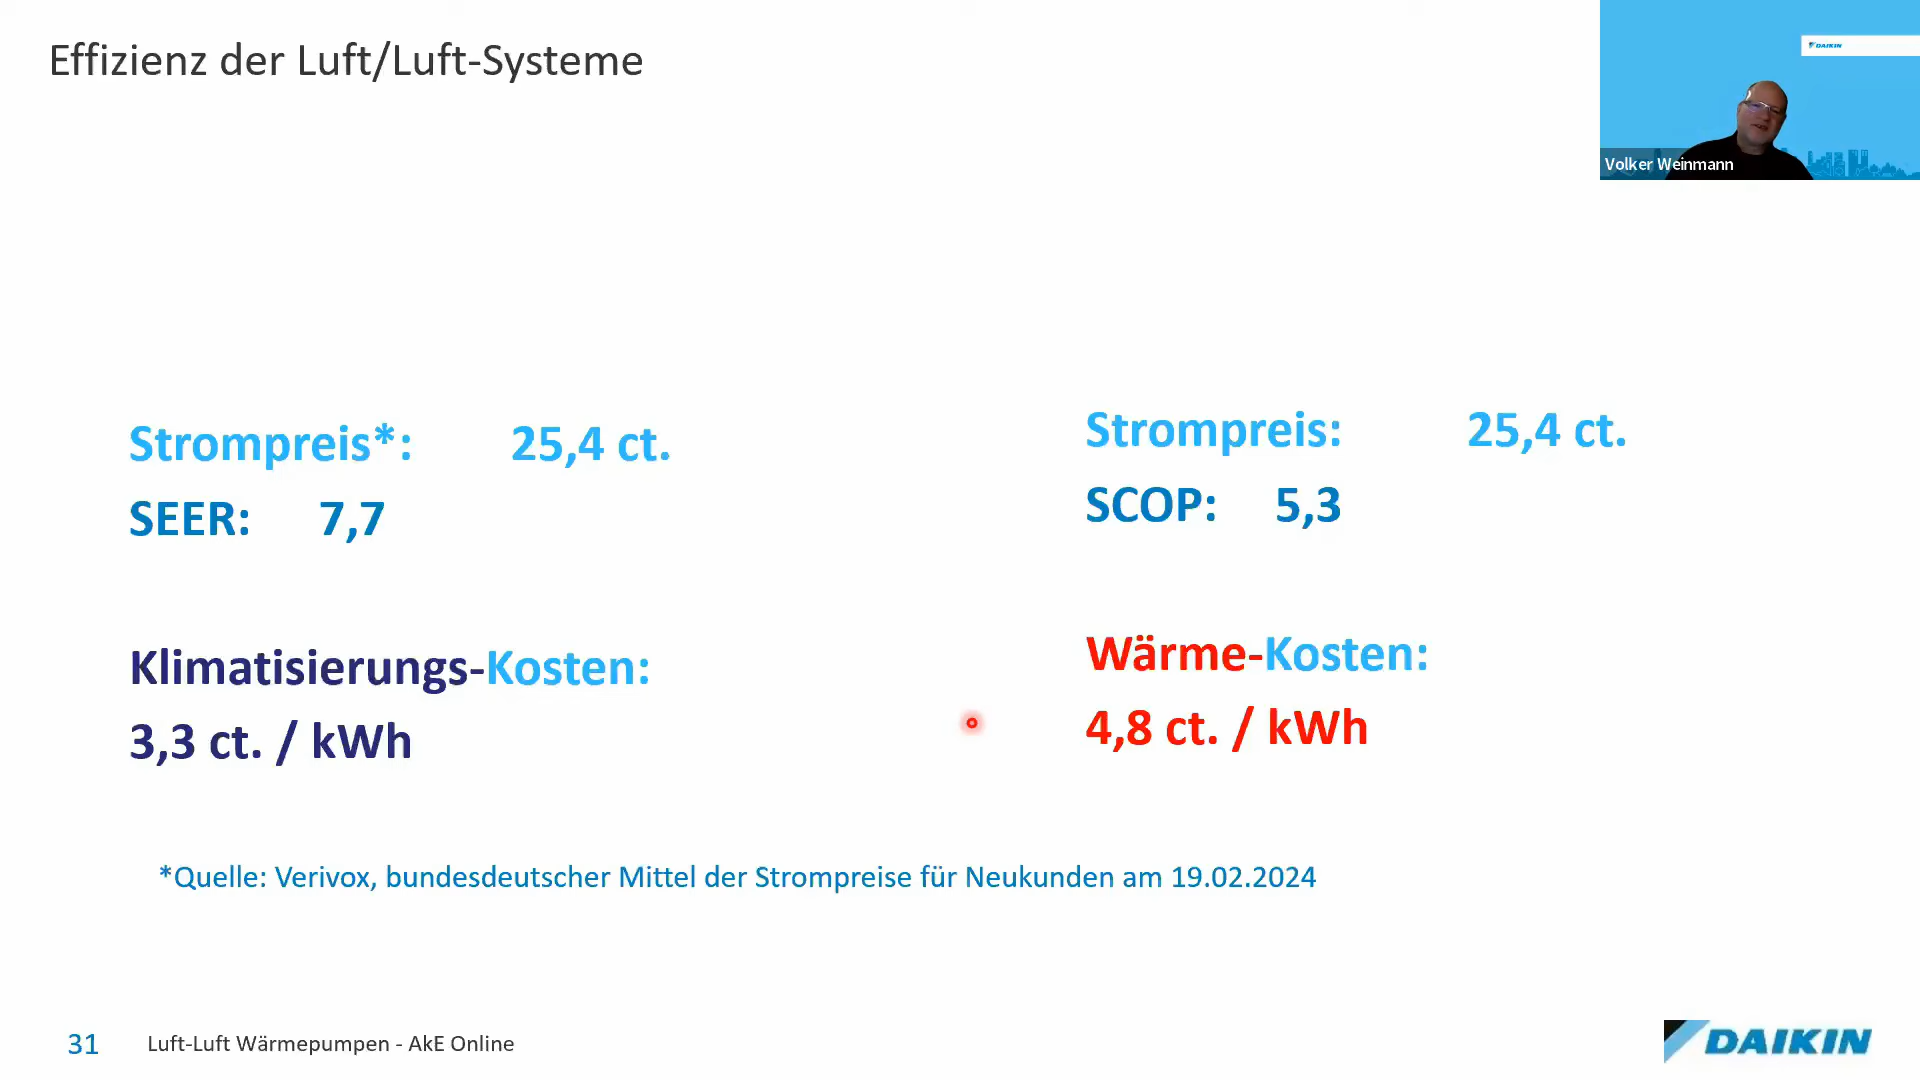 Effizienz der Luft/Luft-Systeme
DAIKIN
Volker Weinmann
Strompreis*: 25,4 ct.
SEER: 7,7
Klimatisierungs-Kosten:
3,3 ct. / kWh
Strompreis: 25,4 ct.
SCOP: 5,3
Wärme-Kosten:
4,8 ct. / kWh
*Quelle: Verivox, bundesdeutscher Mittel der Strompreise für Neukunden am 19.02.2024
31 Luft-Luft Wärmepumpen - AkE Online
DAIKIN